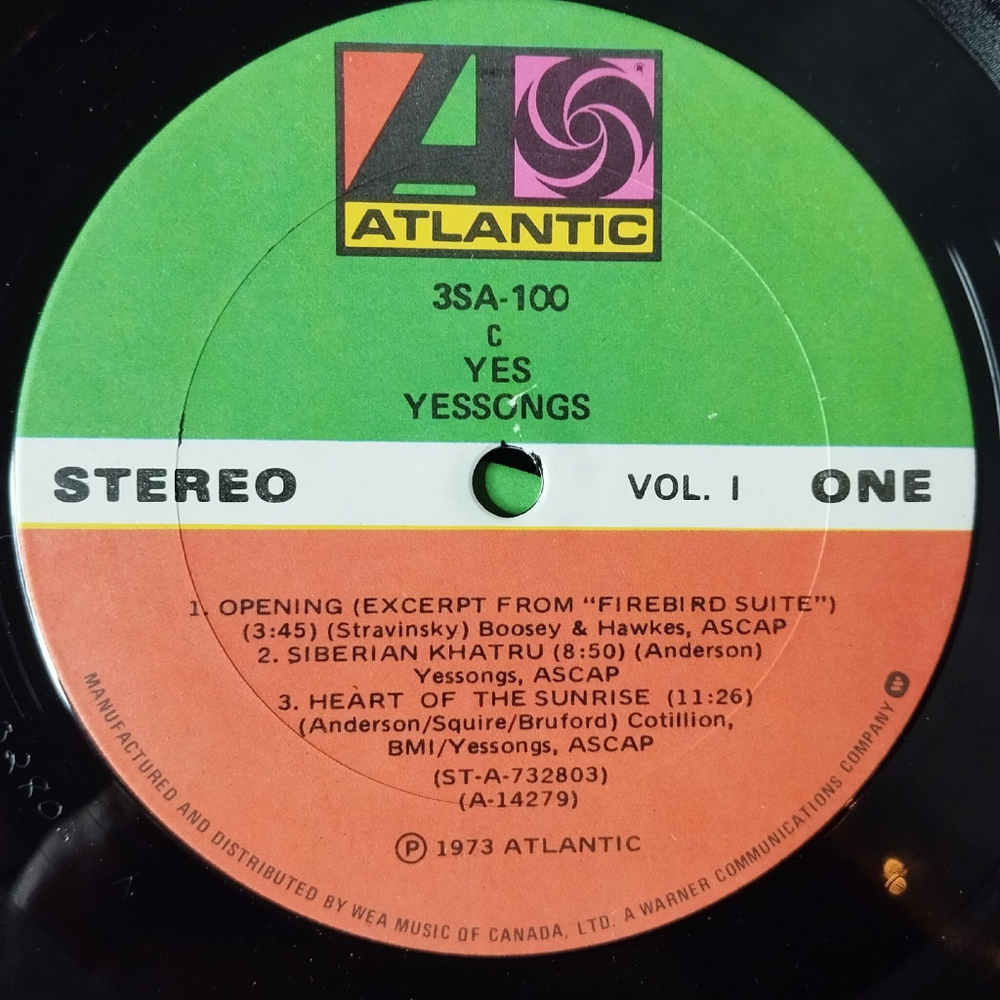 ATLANTIC
3SA-100
C
YES
YESSONGS
STEREO
VOL. I
ONE
1. OPENING (EXCERPT FROM "FIREBIRD SUITE")
(3:45) (Stravinsky) Boosey & Hawkes, ASCAP
2. SIBERIAN KHATRU (8:50) (Anderson)
Yessongs, ASCAP
3. HEART OF THE SUNRISE (11:26)
(Anderson/Squire/Bruford) Cotillion,
BMI/Yessongs, ASCAP
(ST-A-732803)
(A-14279)
Ⓟ 1973 ATLANTIC
MANUFACTURED AND DISTRIBUTED BY WEA MUSIC OF CANADA, LTD. A WARNER COMMUNICATIONS COMPANY